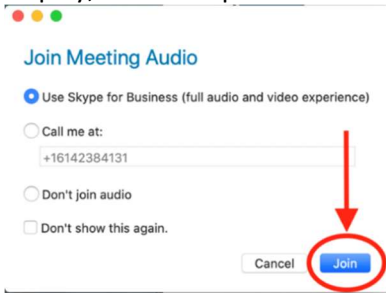 Join Meeting Audio
Use Skype for Business (full audio and video experience)
Call me at:
+16142384131
Don't join audio
Don't show this again.
Cancel Join